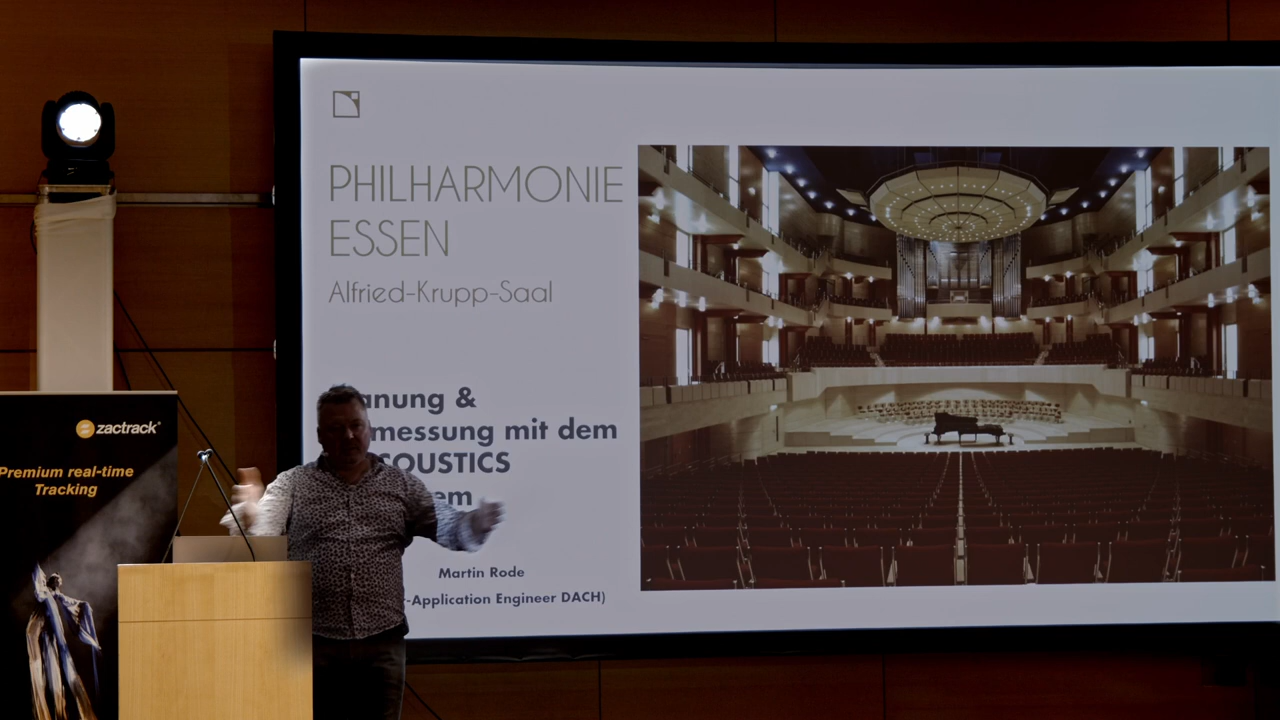 PHILHARMONIE
ESSEN
Alfried-Krupp-Saal
anung &
messung mit dem
COUSTICS
em
Martin Rode
-Application Engineer DACH)
zactrack®
Premium real-time
Tracking